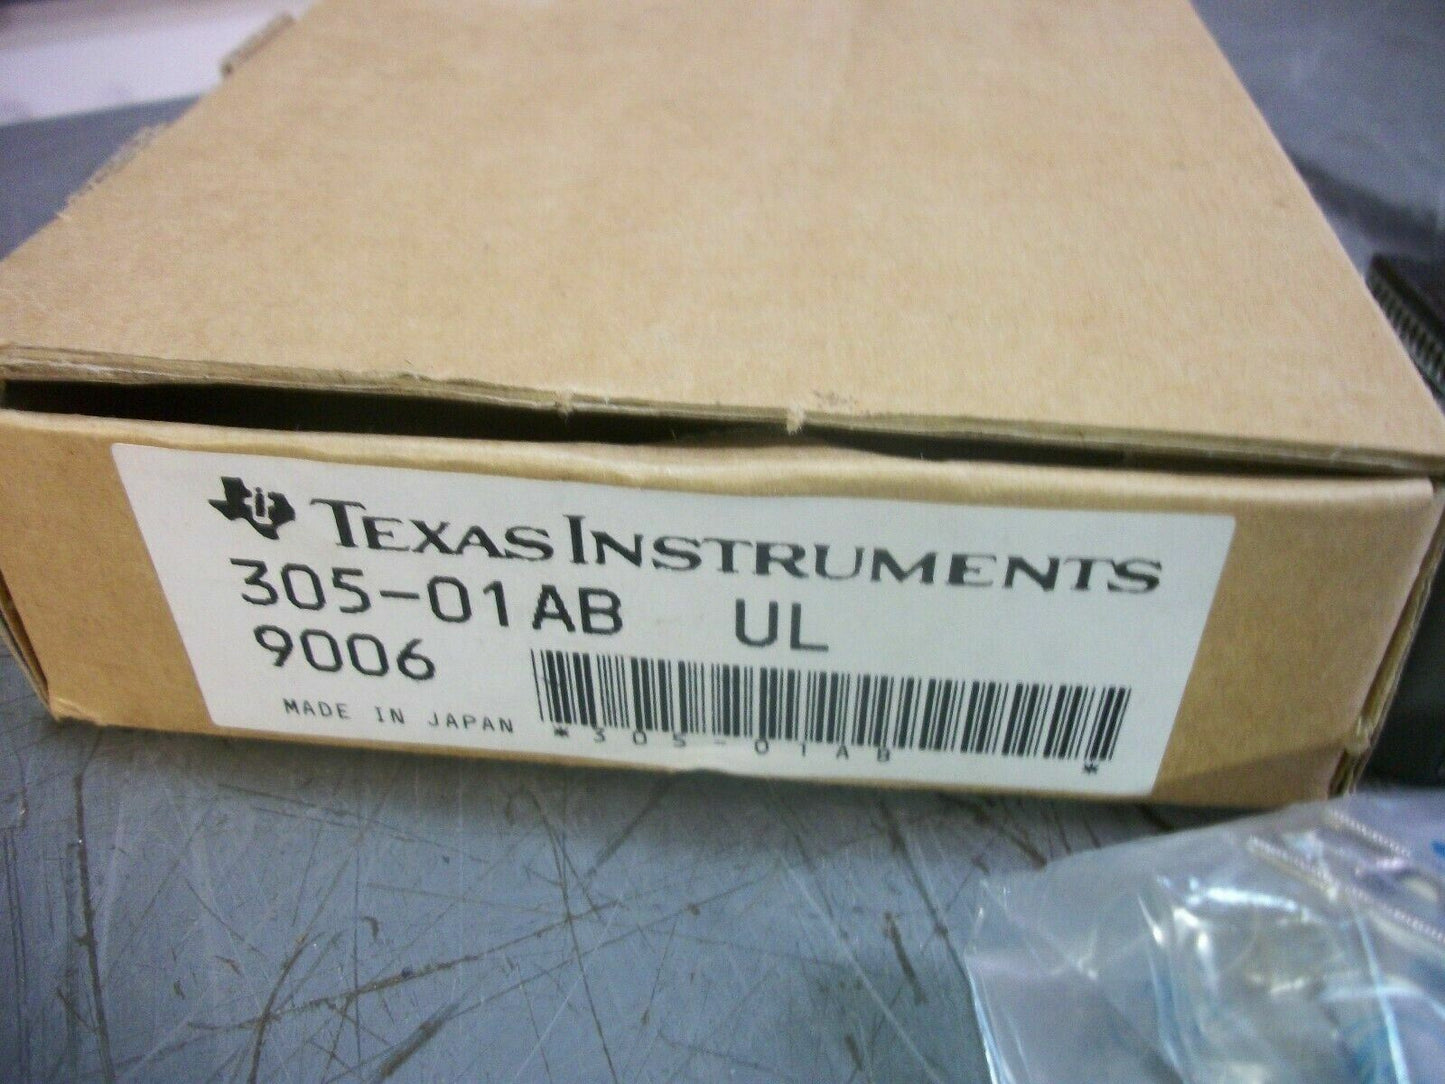 TEXAS INSTRUMENTS
305-01AB UL
9006
MADE IN JAPAN
*305-01AB *